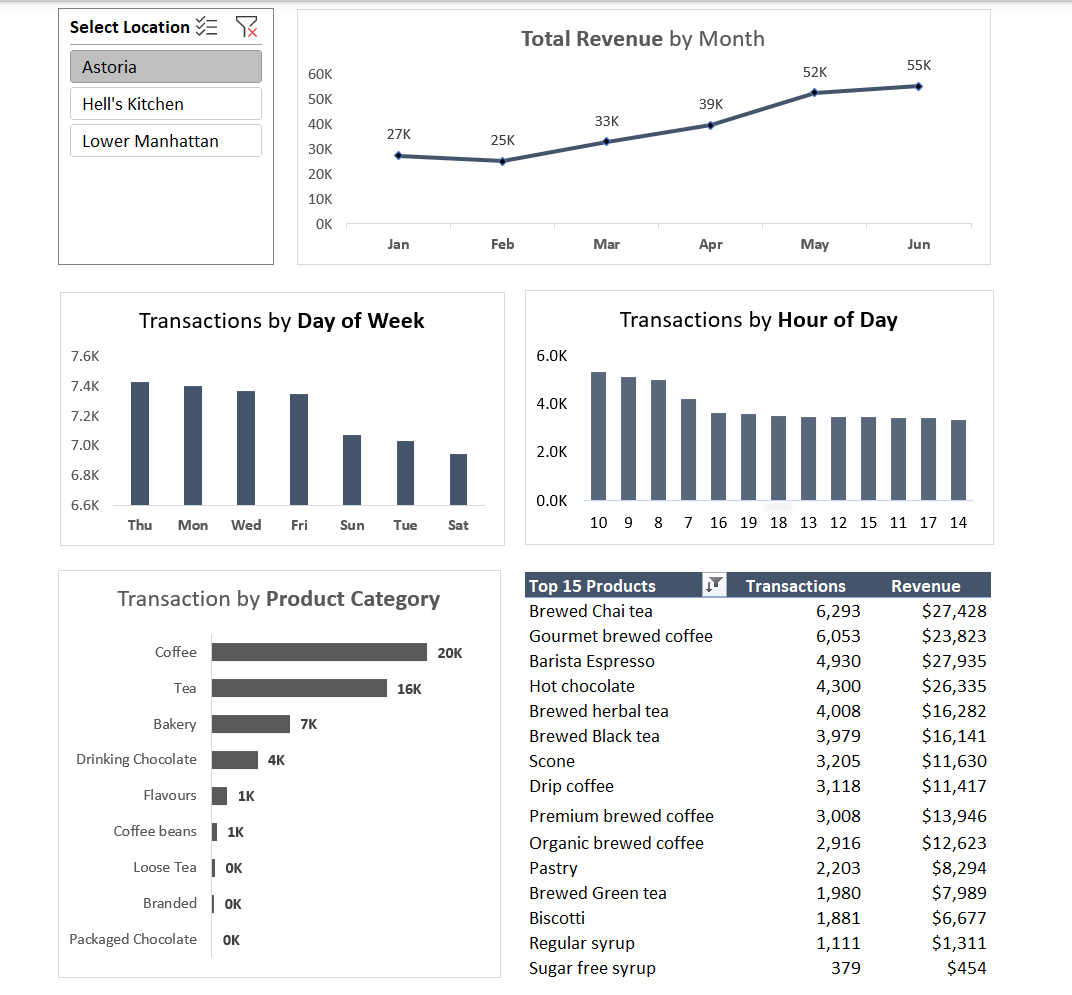 Select Location
Astoria
Hell's Kitchen
Lower Manhattan
Total Revenue by Month
60K
50K
40K
30K
20K
10K
0K
27K
25K
33K
39K
52K
55K
Jan Feb Mar Apr May Jun
Transactions by Day of Week
7.6K
7.4K
7.2K
7.0K
6.8K
6.6K
Thu Mon Wed Fri Sun Tue Sat
Transactions by Hour of Day
6.0K
4.0K
2.0K
0.0K
10 9 8 7 16 19 18 13 12 15 11 17 14
Transaction by Product Category
Coffee 20K
Tea 16K
Bakery 7K
Drinking Chocolate 4K
Flavours 1K
Coffee beans 1K
Loose Tea 0K
Branded 0K
Packaged Chocolate 0K
Top 15 Products Transactions Revenue
Brewed Chai tea 6,293 $27,428
Gourmet brewed coffee 6,053 $23,823
Barista Espresso 4,930 $27,935
Hot chocolate 4,300 $26,335
Brewed herbal tea 4,008 $16,282
Brewed Black tea 3,979 $16,141
Scone 3,205 $11,630
Drip coffee 3,118 $11,417
Premium brewed coffee 3,008 $13,946
Organic brewed coffee 2,916 $12,623
Pastry 2,203 $8,294
Brewed Green tea 1,980 $7,989
Biscotti 1,881 $6,677
Regular syrup 1,111 $1,311
Sugar free syrup 379 $454